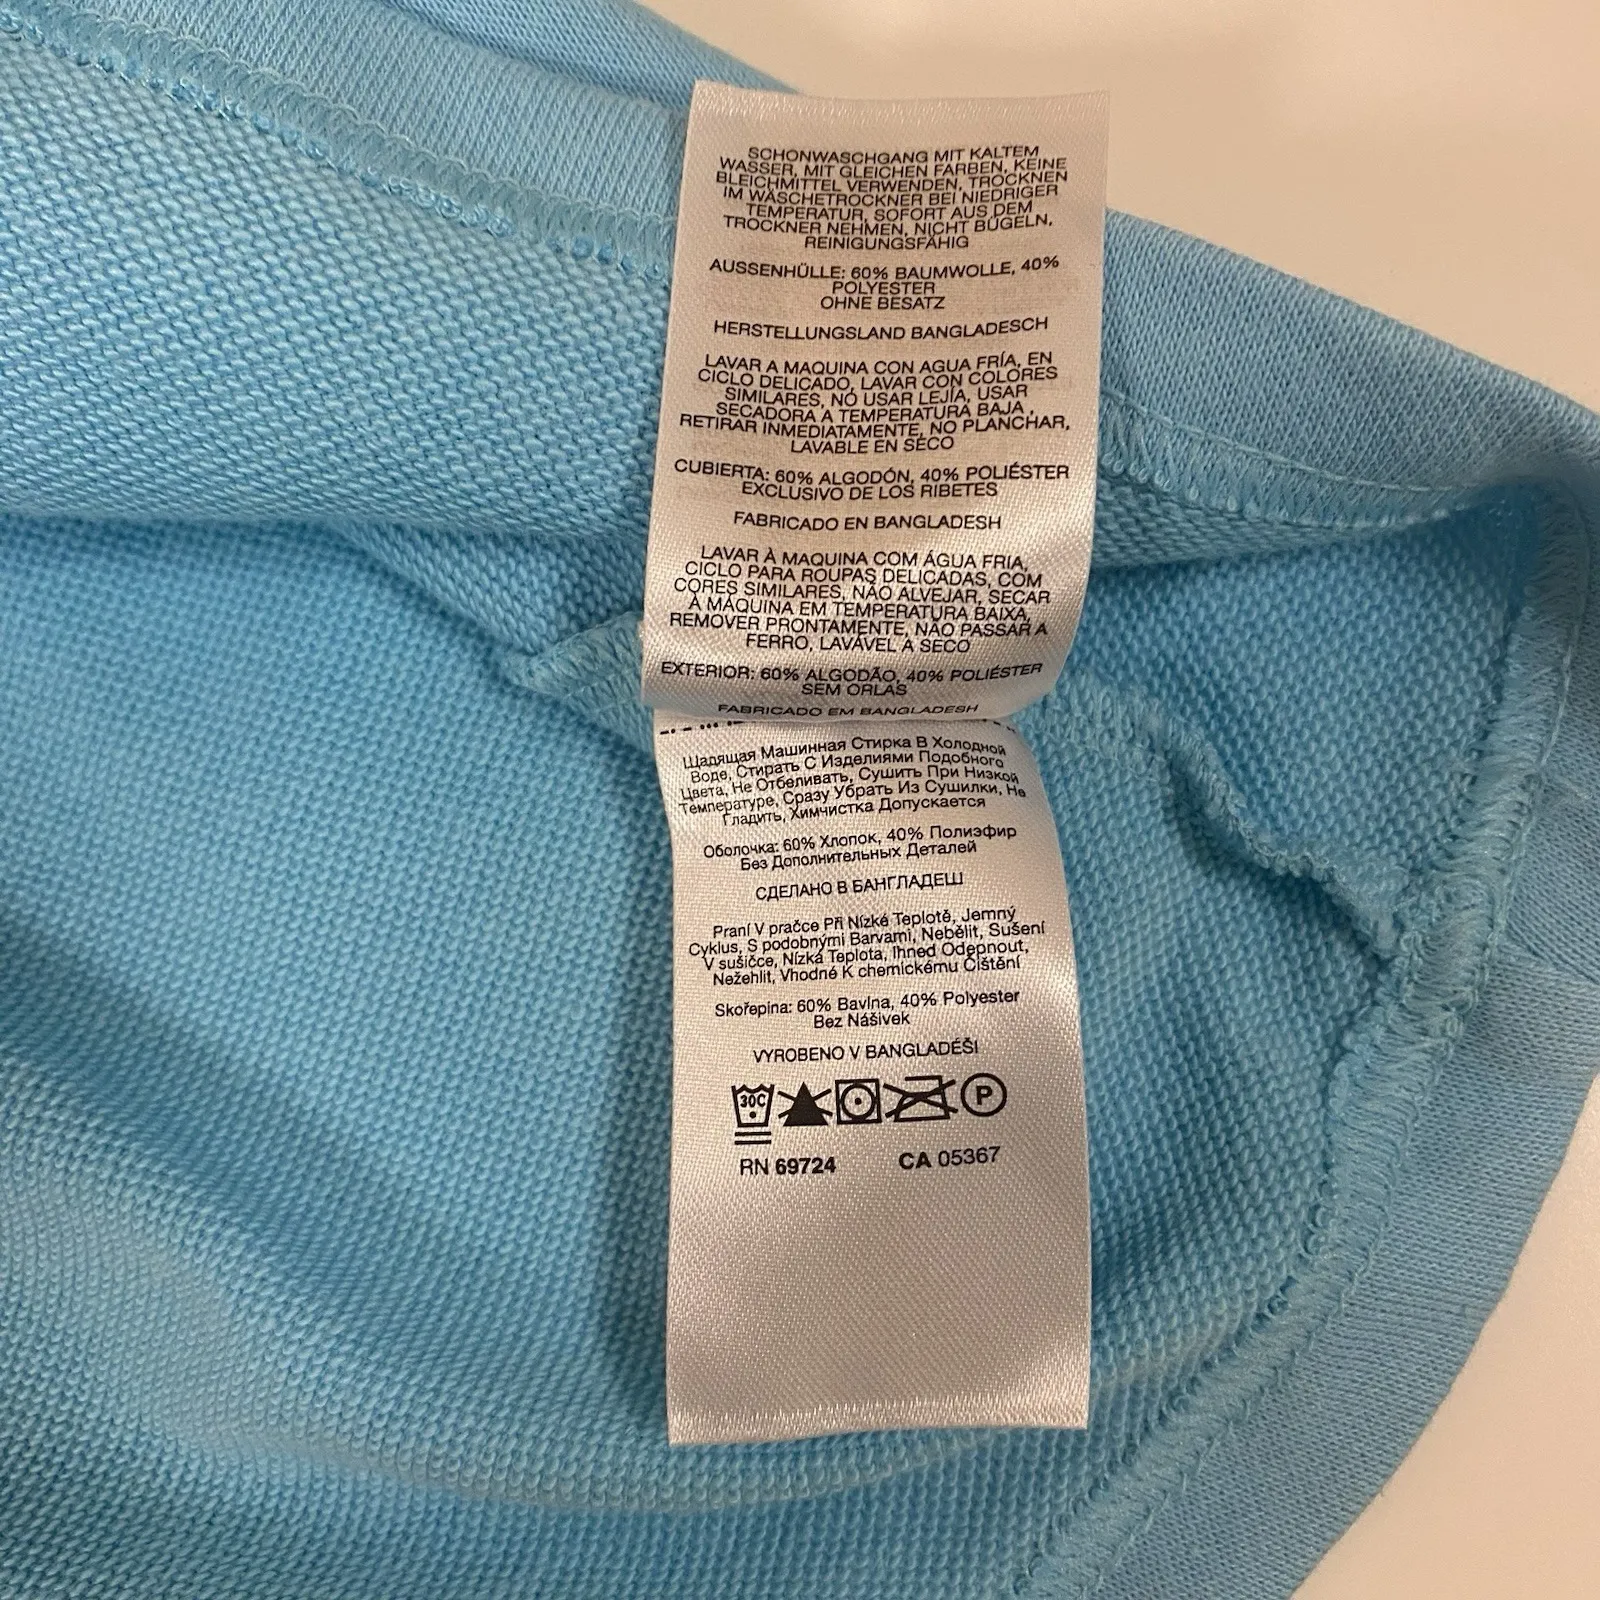 SCHONWASCHGANG MIT KALTEM
WASSER, MIT GLEICHEN FARBEN, KEINE
BLEICHMITTEL VERWENDEN, TROCKNEN
IM WÄSCHETROCKNER BEI NIEDRIGER
TEMPERATUR, SOFORT AUS DEM
TROCKNER NEHMEN, NICHT BÜGELN,
REINIGUNGSFÄHIG
AUSSENHÜLLE: 60% BAUMWOLLE, 40%
POLYESTER
OHNE BESATZ
HERSTELLUNGSLAND BANGLADESCH
LAVAR A MAQUINA CON AGUA FRÍA, EN
CICLO DELICADO, LAVAR CON COLORES
SIMILARES, NO USAR LEJÍA, USAR
SECADORA A TEMPERATURA BAJA,
RETIRAR INMEDIATAMENTE, NO PLANCHAR,
LAVABLE EN SECO
CUBIERTA: 60% ALGODÓN, 40% POLIÉSTER
EXCLUSIVO DE LOS RIBETES
FABRICADO EN BANGLADESH
LAVAR À MAQUINA COM ÁGUA FRIA,
CICLO PARA ROUPAS DELICADAS, COM
CORES SIMILARES, NÃO ALVEJAR, SECAR
À MÁQUINA EM TEMPERATURA BAIXA,
REMOVER PRONTAMENTE, NÃO PASSAR A
FERRO, LAVÁVEL A SECO
EXTERIOR: 60% ALGODÃO, 40% POLIÉSTER
SEM ORLAS
FABRICADO EM BANGLADESH
Щадящая Машинная Стирка В Холодной
Воде, Стирать С Изделиями Подобного
Цвета, Не Отбеливать, Сушить При Низкой
Температуре, Сразу Убрать Из Сушилки, Не
Гладить, Химчистка Допускается
Оболочка: 60% Хлопок, 40% Полиэфир
Без Дополнительных Деталей
СДЕЛАНО В БАНГЛАДЕШ
Praní V pračce Při Nízké Teplotě, Jemný
Cyklus, S podobnými Barvami, Nebělit, Sušení
V sušičce, Nízká Teplota, Ihned Odepnout,
Nežehlit, Vhodné K chemickému Čištění
Skořepina: 60% Bavlna, 40% Polyester
Bez Nášivek
VYROBENO V BANGLADÉŠI
30C P
RN 69724 CA 05367